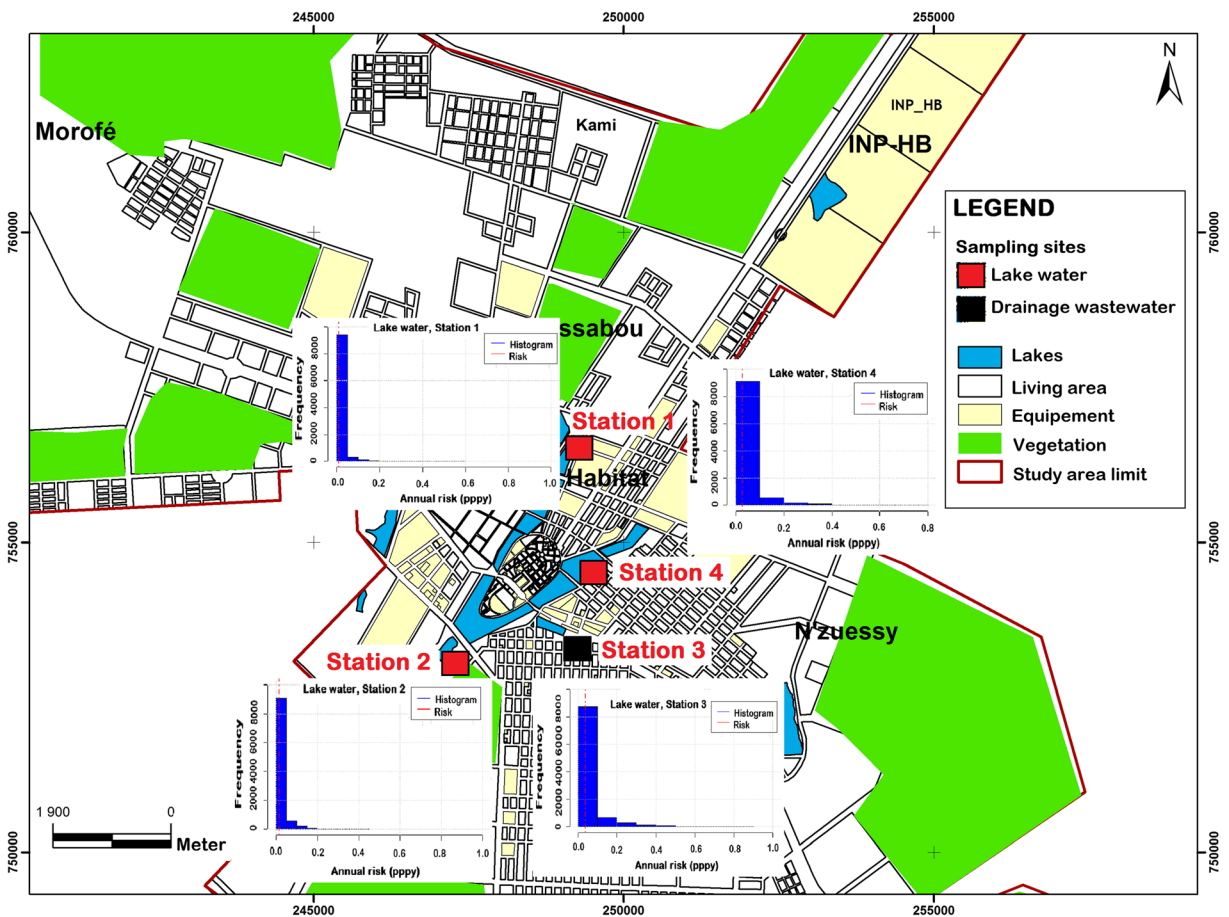 245000
250000
255000
N
Morofé
Kami
INP_HB
INP-HB
760000
760000
LEGEND
Sampling sites
Lake water
Drainage wastewater
Lakes
Living area
Equipement
Vegetation
Study area limit
ssabou
Lake water, Station 1
Histogram
Risk
Frequency
0
2000
4000
6000
8000
0.0
0.2
0.4
0.6
0.8
1.0
Annual risk (pppy)
Station 1
Habitat
Lake water, Station 4
Histogram
Risk
Frequency
0
2000
4000
6000
8000
0.0
0.2
0.4
0.6
0.8
Annual risk (pppy)
755000
755000
Station 4
N'zuessy
Station 3
Station 2
Lake water, Station 2
Histogram
Risk
Frequency
0
2000
4000
6000
8000
0.0
0.2
0.4
0.6
0.8
1.0
Annual risk (pppy)
Lake water, Station 3
Histogram
Risk
Frequency
0
2000
4000
6000
8000
0.0
0.2
0.4
0.6
0.8
1.0
Annual risk (pppy)
1 900
0
Meter
750000
750000
245000
250000
255000